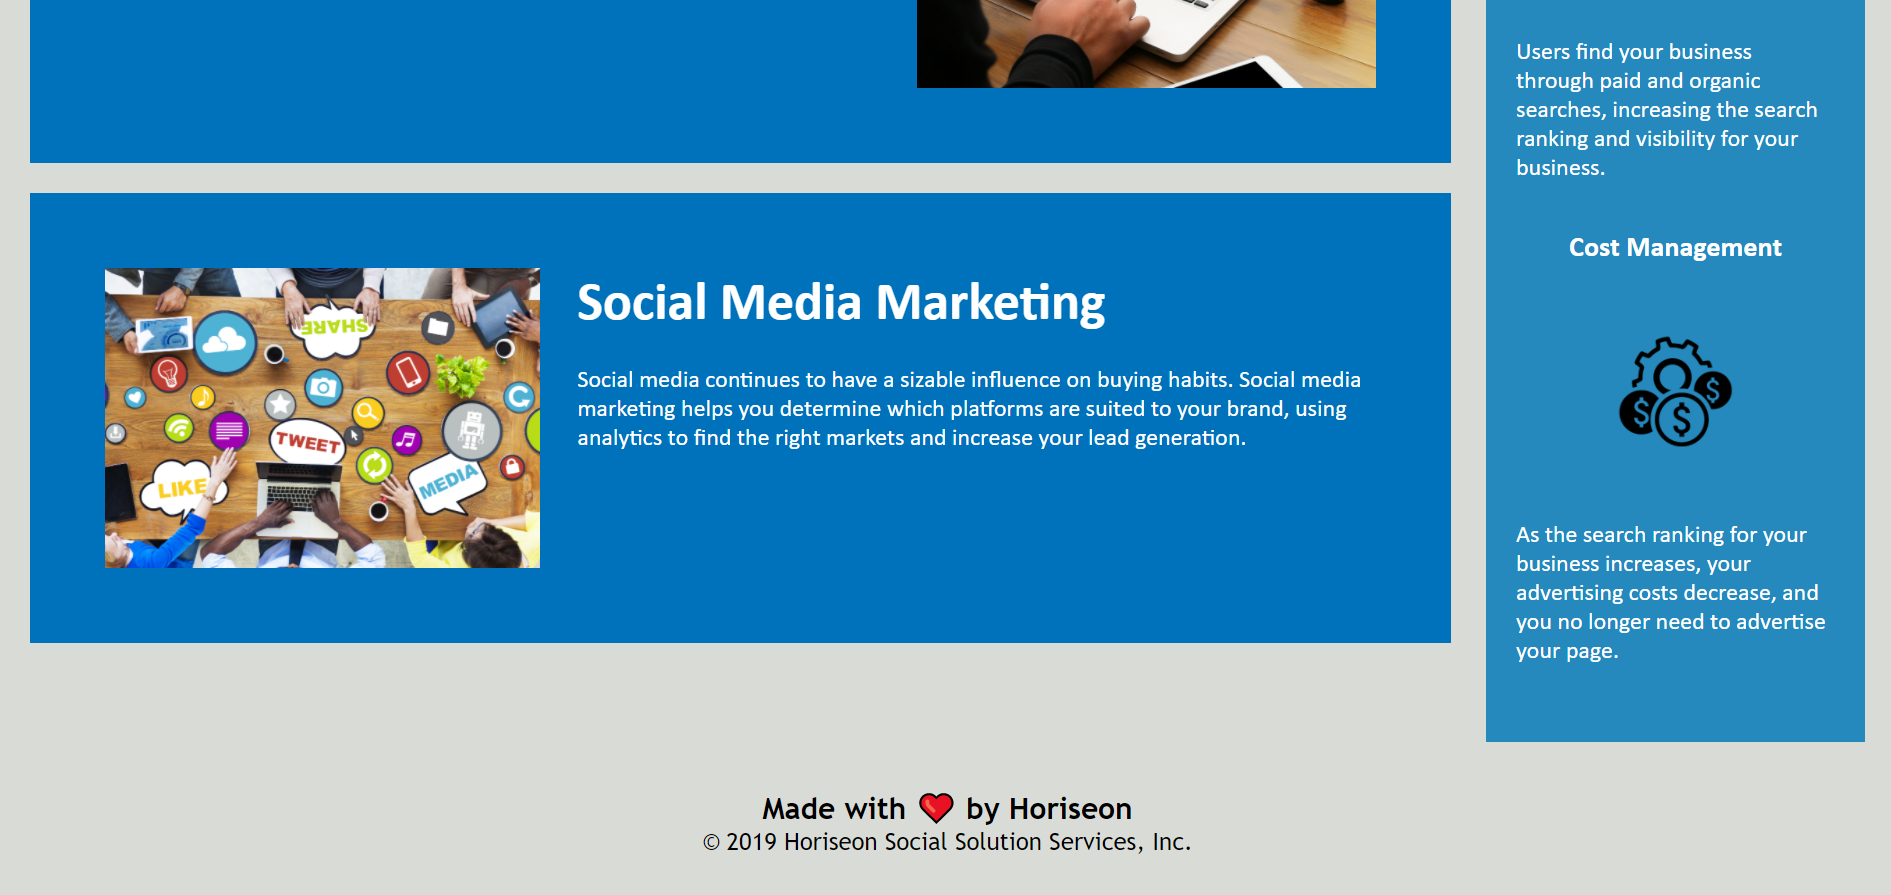 Users find your business
through paid and organic
searches, increasing the search
ranking and visibility for your
business.
Cost Management
$
$
$
As the search ranking for your
business increases, your
advertising costs decrease, and
you no longer need to advertise
your page.
SHARE
TWEET
LIKE
MEDIA
Social Media Marketing
Social media continues to have a sizable influence on buying habits. Social media
marketing helps you determine which platforms are suited to your brand, using
analytics to find the right markets and increase your lead generation.
Made with ❤️ by Horiseon
© 2019 Horiseon Social Solution Services, Inc.